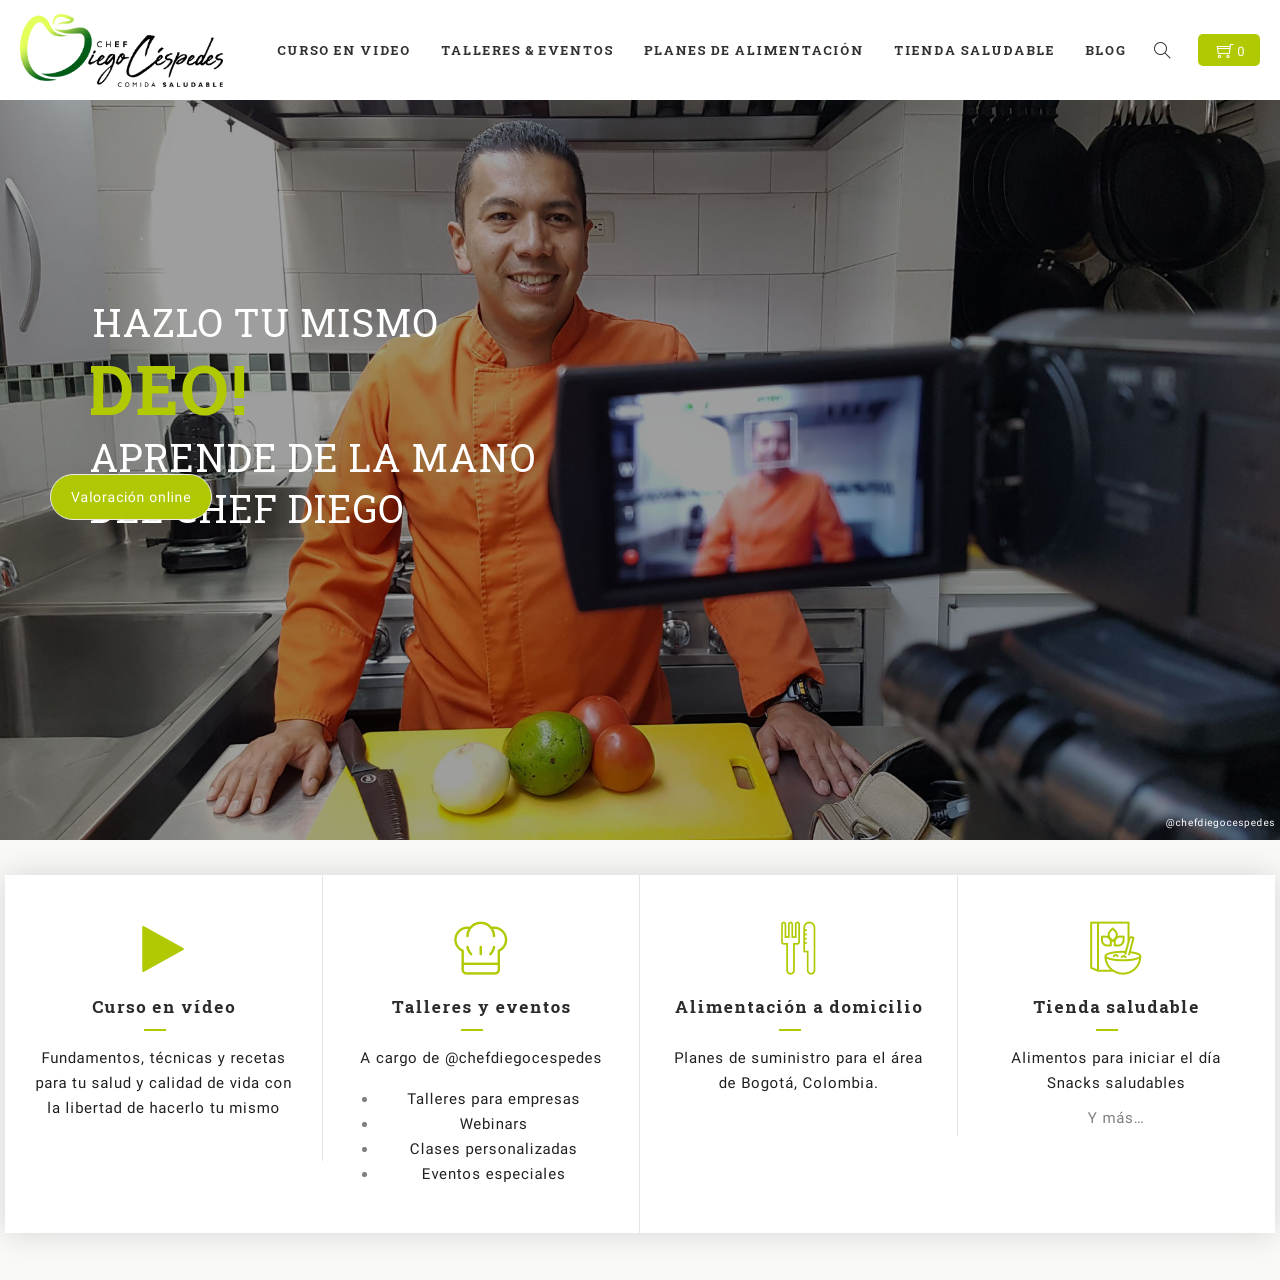 CHEF
Diego Céspedes
COMIDA SALUDABLE
CURSO EN VIDEO
TALLERES & EVENTOS
PLANES DE ALIMENTACIÓN
TIENDA SALUDABLE
BLOG
0
HAZLO TU MISMO
DEO!
APRENDE DE LA MANO
DEL CHEF DIEGO
Valoración online
@chefdiegocespedes
Curso en vídeo
Fundamentos, técnicas y recetas
para tu salud y calidad de vida con
la libertad de hacerlo tu mismo
Talleres y eventos
A cargo de @chefdiegocespedes
Talleres para empresas
Webinars
Clases personalizadas
Eventos especiales
Alimentación a domicilio
Planes de suministro para el área
de Bogotá, Colombia.
Tienda saludable
Alimentos para iniciar el día
Snacks saludables
Y más…